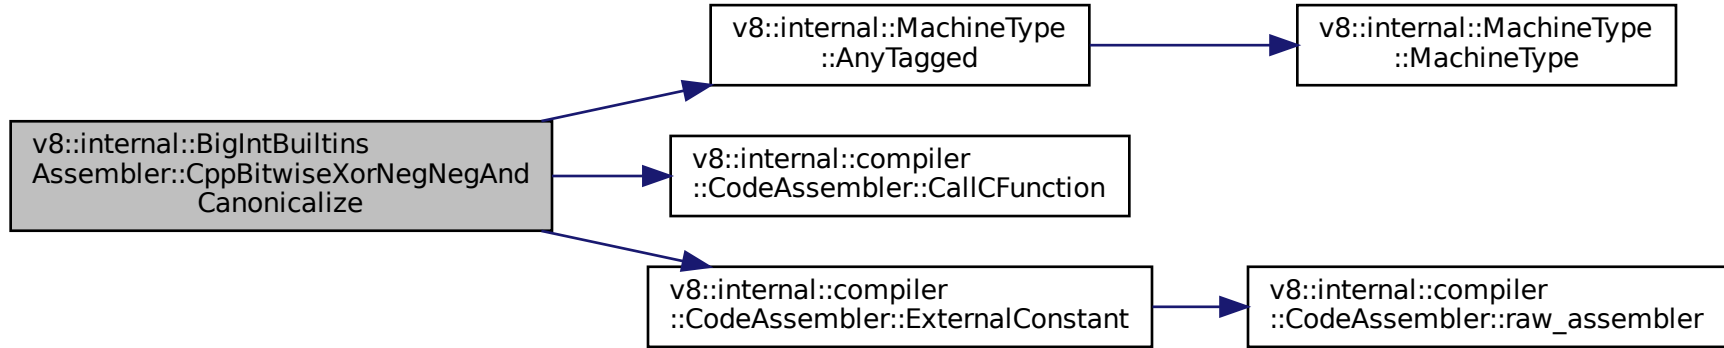 v8::internal::BigIntBuiltins
Assembler::CppBitwiseXorNegNegAnd
Canonicalize
v8::internal::MachineType
::AnyTagged
v8::internal::MachineType
::MachineType
v8::internal::compiler
::CodeAssembler::CallCFunction
v8::internal::compiler
::CodeAssembler::ExternalConstant
v8::internal::compiler
::CodeAssembler::raw_assembler